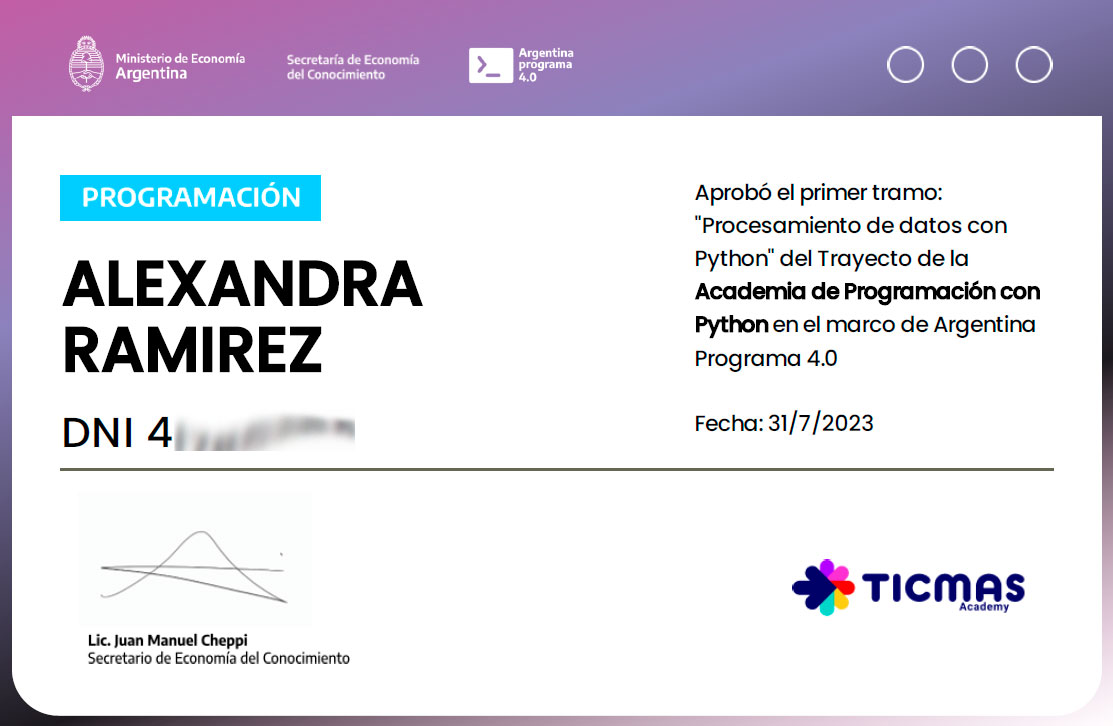 Ministerio de Economía
Argentina
Secretaría de Economía
del Conocimiento
Argentina
programa
4.0
PROGRAMACIÓN
ALEXANDRA
RAMIREZ
DNI 4
Aprobó el primer tramo:
"Procesamiento de datos con
Python" del Trayecto de la
Academia de Programación con
Python en el marco de Argentina
Programa 4.0
Fecha: 31/7/2023
Lic. Juan Manuel Cheppi
Secretario de Economía del Conocimiento
TICMAS
Academy